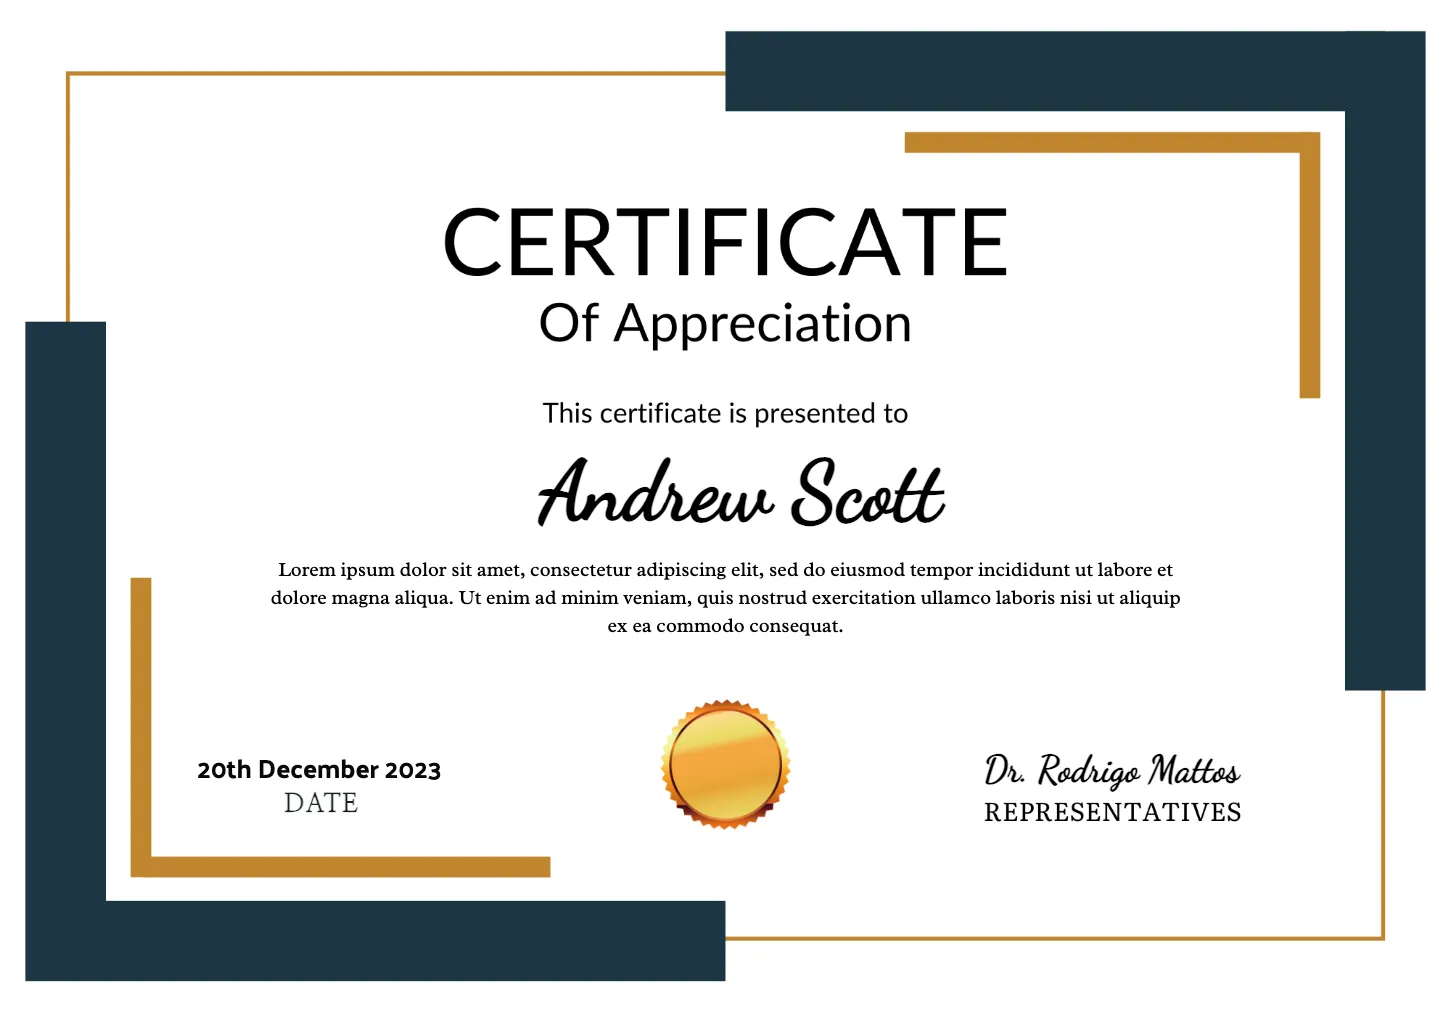 CERTIFICATE
Of Appreciation
This certificate is presented to
Andrew Scott
Lorem ipsum dolor sit amet, consectetur adipiscing elit, sed do eiusmod tempor incididunt ut labore et
dolore magna aliqua. Ut enim ad minim veniam, quis nostrud exercitation ullamco laboris nisi ut aliquip
ex ea commodo consequat.
20th December 2023
DATE
Dr. Rodrigo Mattos
REPRESENTATIVES